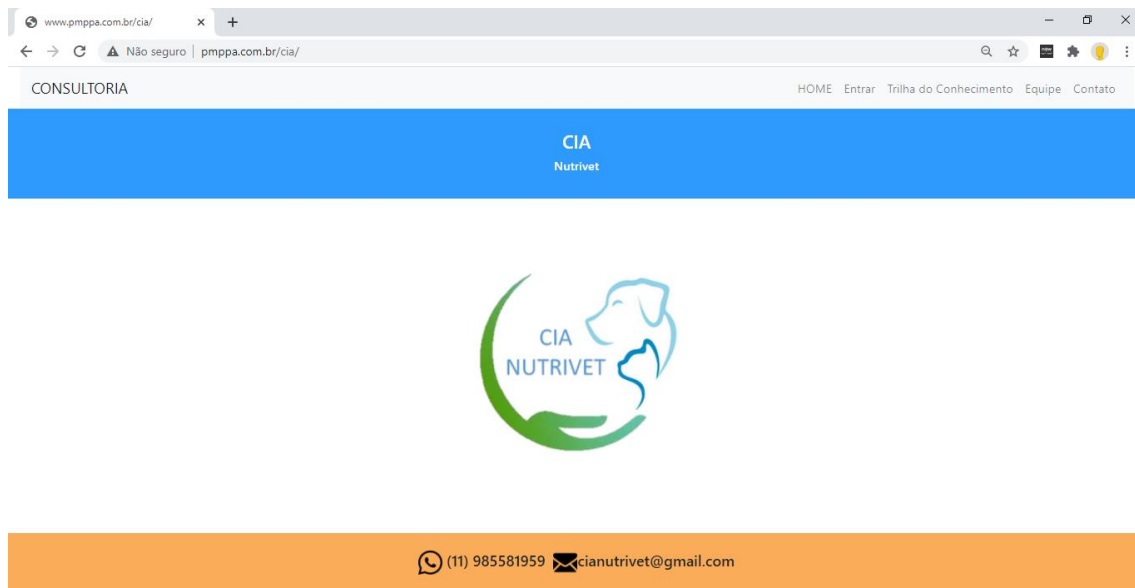 www.pmppa.com.br/cia/
Não seguro | pmppa.com.br/cia/
CONSULTORIA HOME Entrar Trilha do Conhecimento Equipe Contato
CIA
Nutrivet
CIA
NUTRIVET
(11) 985581959 cianutrivet@gmail.com